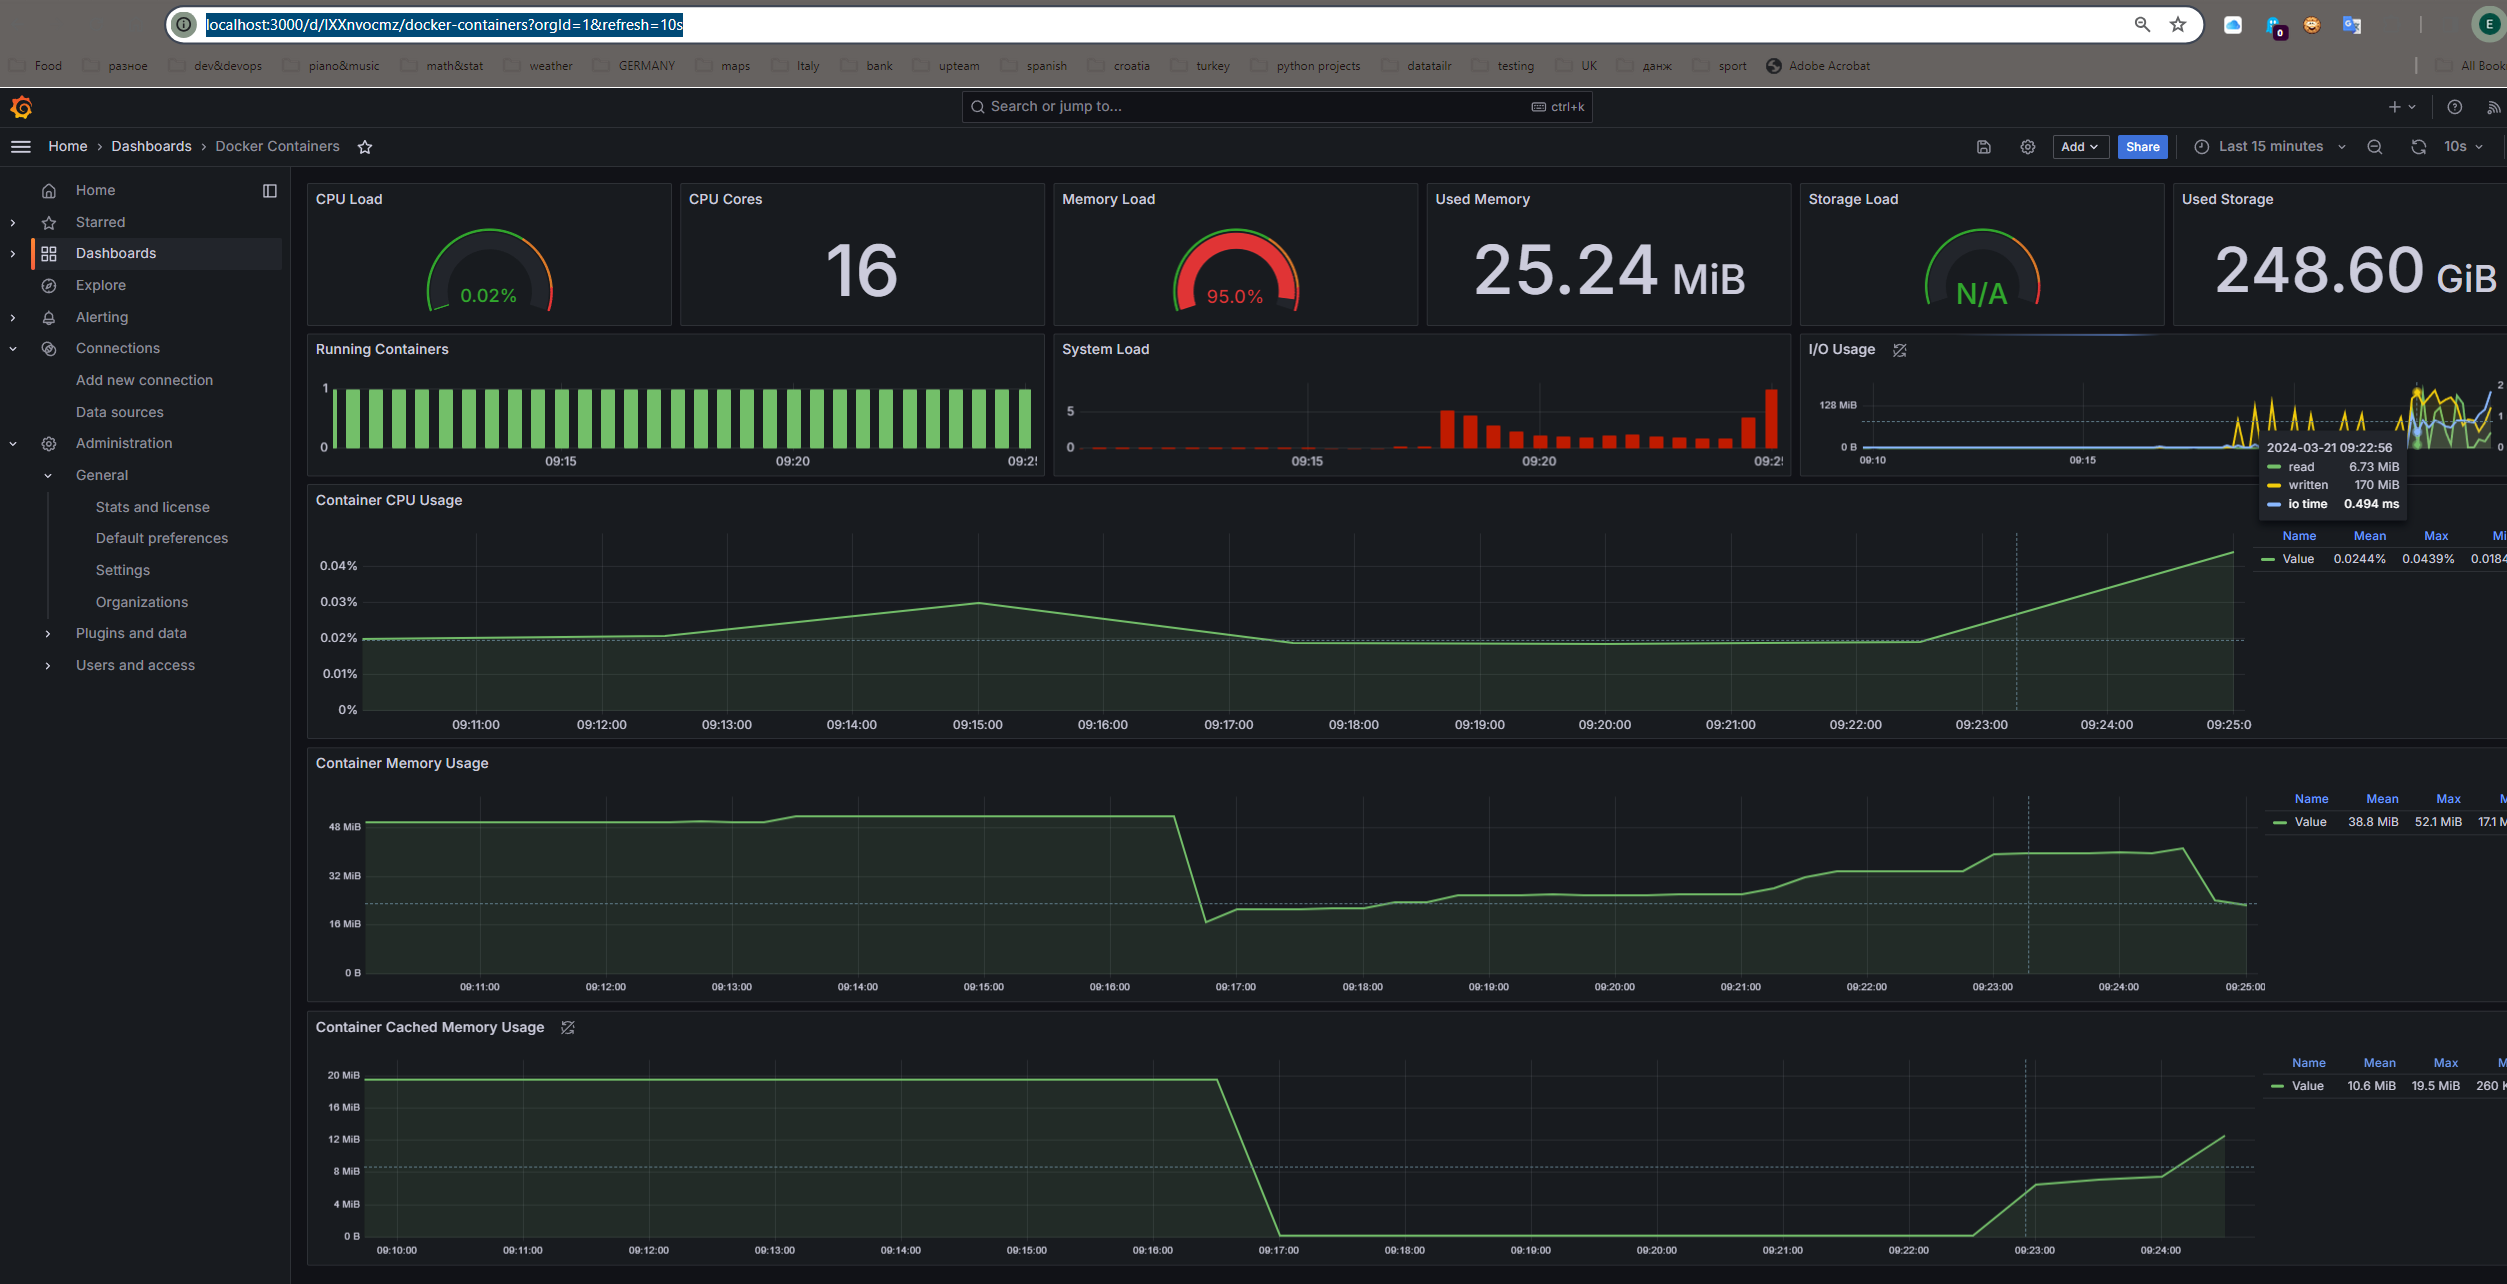 localhost:3000/d/lXXnvocmz/docker-containers?orgId=1&refresh=10s
0
E
Food разное dev&devops piano&music math&stat weather GERMANY maps Italy bank upteam spanish croatia turkey python projects datatailr testing UK данж sport Adobe Acrobat All Book
Search or jump to... ctrl+k
Home › Dashboards › Docker Containers Add Share Last 15 minutes 10s
Home
Starred
Dashboards
Explore
Alerting
Connections
Add new connection
Data sources
Administration
General
Stats and license
Default preferences
Settings
Organizations
Plugins and data
Users and access
CPU Load
0.02%
CPU Cores
16
Memory Load
95.0%
Used Memory
25.24 MiB
Storage Load
N/A
Used Storage
248.60 GiB
Running Containers
1
0
09:15 09:20 09:2
System Load
5
0
09:15 09:20 09:2
I/O Usage
128 MiB
0 B
2
1
0
09:10 09:15
2024-03-21 09:22:56
read 6.73 MiB
written 170 MiB
io time 0.494 ms
Container CPU Usage
0.04%
0.03%
0.02%
0.01%
0%
09:11:00 09:12:00 09:13:00 09:14:00 09:15:00 09:16:00 09:17:00 09:18:00 09:19:00 09:20:00 09:21:00 09:22:00 09:23:00 09:24:00 09:25:0
Name Mean Max Mi
Value 0.0244% 0.0439% 0.0184
Container Memory Usage
48 MiB
32 MiB
16 MiB
0 B
09:11:00 09:12:00 09:13:00 09:14:00 09:15:00 09:16:00 09:17:00 09:18:00 09:19:00 09:20:00 09:21:00 09:22:00 09:23:00 09:24:00 09:25:00
Name Mean Max M
Value 38.8 MiB 52.1 MiB 17.1 M
Container Cached Memory Usage
20 MiB
16 MiB
12 MiB
8 MiB
4 MiB
0 B
09:10:00 09:11:00 09:12:00 09:13:00 09:14:00 09:15:00 09:16:00 09:17:00 09:18:00 09:19:00 09:20:00 09:21:00 09:22:00 09:23:00 09:24:00
Name Mean Max M
Value 10.6 MiB 19.5 MiB 260 K